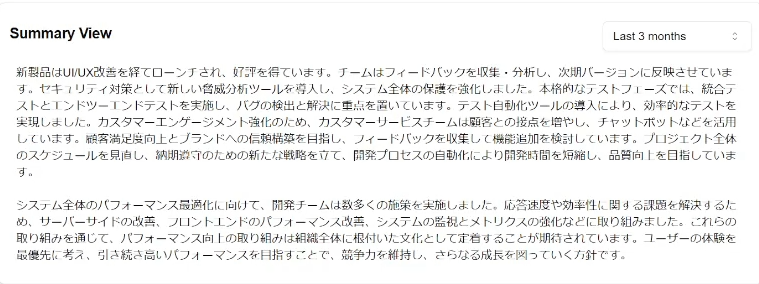 Summary View
Last 3 months
新製品はUI/UX改善を経てローンチされ、好評を得ています。チームはフィードバックを収集・分析し、次期バージョンに反映させていま
す。セキュリティ対策として新しい脅威分析ツールを導入し、システム全体の保護を強化しました。本格的なテストフェーズでは、統合テ
ストとエンドツーエンドテストを実施し、バグの検出と解決に重点を置いています。テスト自動化ツールの導入により、効率的なテストを
実現しました。カスタマーエンゲージメント強化のため、カスタマーサービスチームは顧客との接点を増やし、チャットボットなどを活用
しています。顧客満足度向上とブランドへの信頼構築を目指し、フィードバックを収集して機能追加を検討しています。プロジェクト全体
のスケジュールを見直し、納期遵守のための新たな戦略を立て、開発プロセスの自動化により開発時間を短縮し、品質向上を目指していま
す。
システム全体のパフォーマンス最適化に向けて、開発チームは数多くの施策を実施しました。応答速度や効率性に関する課題を解決するた
め、サーバーサイドの改善、フロントエンドのパフォーマンス改善、システムの監視とメトリクスの強化などに取り組みました。これらの
取り組みを通じて、パフォーマンス向上の取り組みは組織全体に根付いた文化として定着することが期待されています。ユーザーの体験を
最優先に考え、引き続き高いパフォーマンスを目指すことで、競争力を維持し、さらなる成長を図っていく方針です。